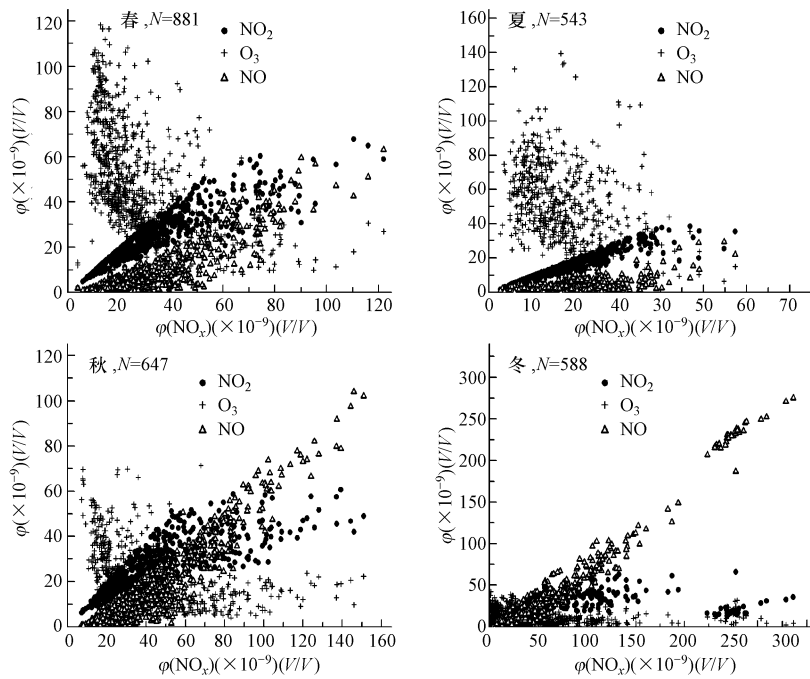 春 ,N=881
NO₂
O₃
NO
120
100
80
60
40
20
0
φ(×10⁻⁹)(V/V)
0 20 40 60 80 100 120
φ(NOₓ)(×10⁻⁹)(V/V)
夏 ,N=543
NO₂
O₃
NO
160
140
120
100
80
60
40
20
0
φ(×10⁻⁹)(V/V)
0 10 20 40 30 50 60 70
φ(NOₓ)(×10⁻⁹)(V/V)
秋 ,N=647
NO₂
O₃
NO
120
100
80
60
40
20
0
φ(×10⁻⁹)(V/V)
0 20 40 60 80 100 120 140 160
φ(NOₓ)(×10⁻⁹)(V/V)
冬 ,N=588
NO₂
O₃
NO
300
250
200
150
100
50
0
φ(×10⁻⁹)(V/V)
0 50 100 150 200 250 300
φ(NOₓ)(×10⁻⁹)(V/V)